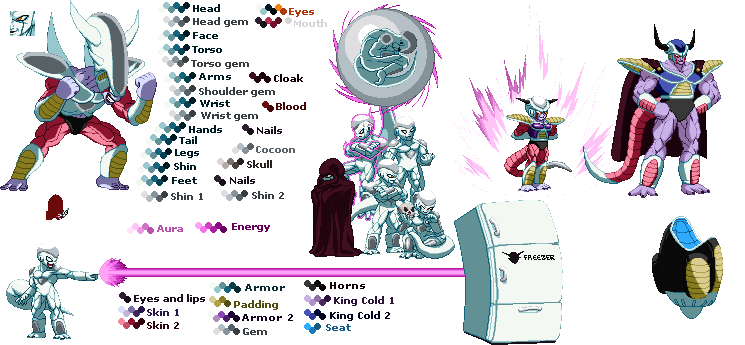 Head
Eyes
Head gem
Mouth
Face
Torso
Torso gem
Arms
Cloak
Shoulder gem
Wrist
Blood
Wrist gem
Hands
Nails
Tail
Legs
Cocoon
Shin
Skull
Feet
Nails
Shin 1
Shin 2
Aura
Energy
FREEZER
Armor
Horns
Eyes and lips
Padding
King Cold 1
Skin 1
Armor 2
King Cold 2
Skin 2
Gem
Seat